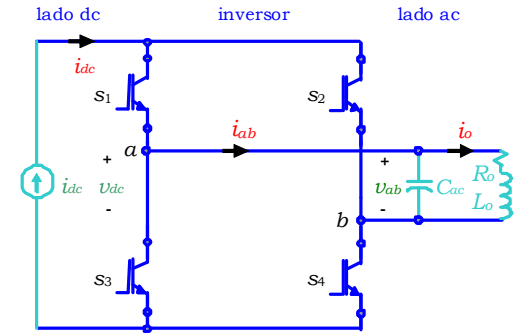 lado dc inversor lado ac
idc
s1 s2
iab io
a
+ +
idc vdc vab Cac Ro
Lo
- -
b
s3 s4